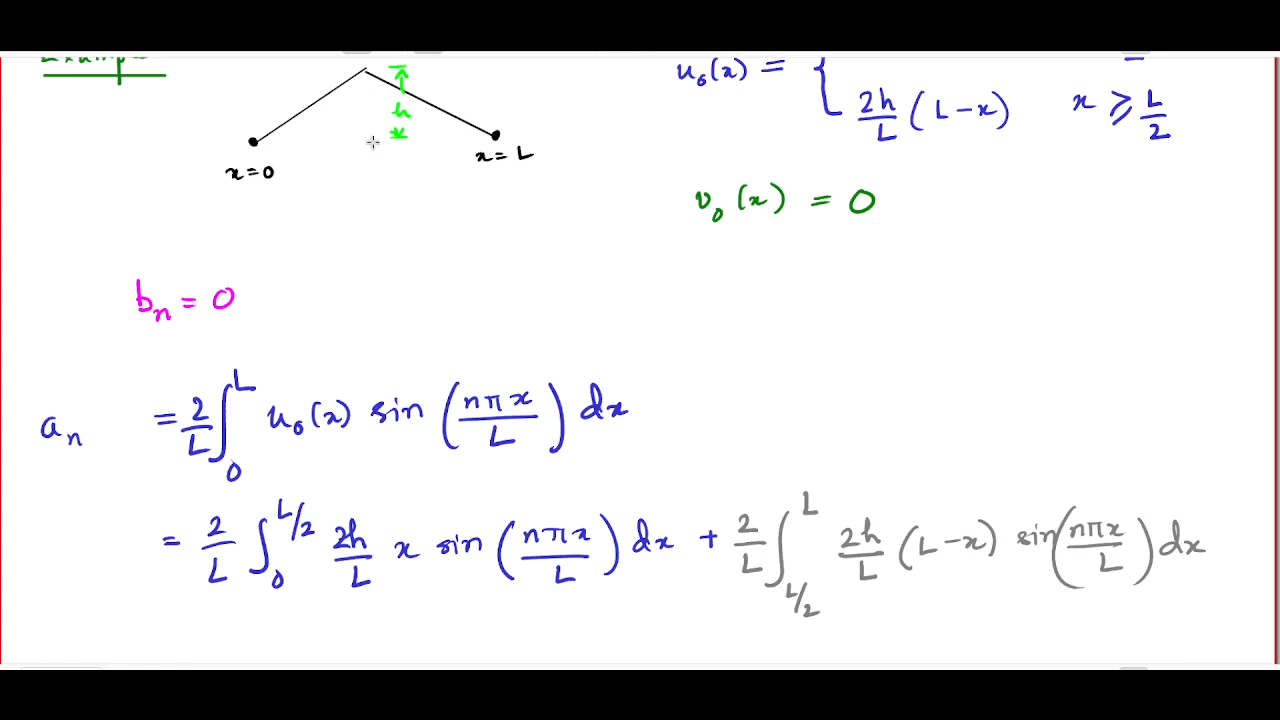 Example
u₀(x) = {
2h/L (L-x)   x ⩾ L/2
h
x=0
x=L
v₀(x) = 0
bₙ = 0
aₙ = 2/L ∫₀ᴸ u₀(x) sin (nπx/L) dx
= 2/L ∫₀^{L/2} 2h/L x sin (nπx/L) dx + 2/L ∫_{L/2}^{L} 2h/L (L-x) sin (nπx/L) dx